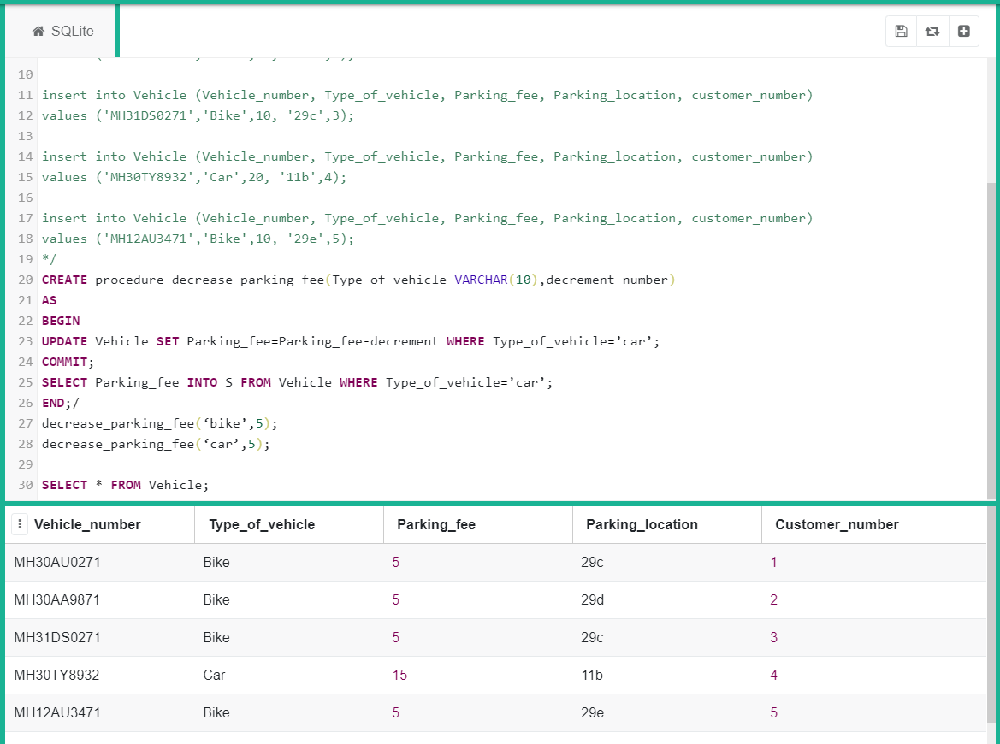 SQLite
10
11 insert into Vehicle (Vehicle_number, Type_of_vehicle, Parking_fee, Parking_location, customer_number)
12 values ('MH31DS0271','Bike',10, '29c',3);
13
14 insert into Vehicle (Vehicle_number, Type_of_vehicle, Parking_fee, Parking_location, customer_number)
15 values ('MH30TY8932','Car',20, '11b',4);
16
17 insert into Vehicle (Vehicle_number, Type_of_vehicle, Parking_fee, Parking_location, customer_number)
18 values ('MH12AU3471','Bike',10, '29e',5);
19 */
20 CREATE procedure decrease_parking_fee(Type_of_vehicle VARCHAR(10),decrement number)
21 AS
22 BEGIN
23 UPDATE Vehicle SET Parking_fee=Parking_fee-decrement WHERE Type_of_vehicle=’car’;
24 COMMIT;
25 SELECT Parking_fee INTO S FROM Vehicle WHERE Type_of_vehicle=’car’;
26 END;/
27 decrease_parking_fee(‘bike’,5);
28 decrease_parking_fee(‘car’,5);
29
30 SELECT * FROM Vehicle;
Vehicle_number Type_of_vehicle Parking_fee Parking_location Customer_number
MH30AU0271 Bike 5 29c 1
MH30AA9871 Bike 5 29d 2
MH31DS0271 Bike 5 29c 3
MH30TY8932 Car 15 11b 4
MH12AU3471 Bike 5 29e 5